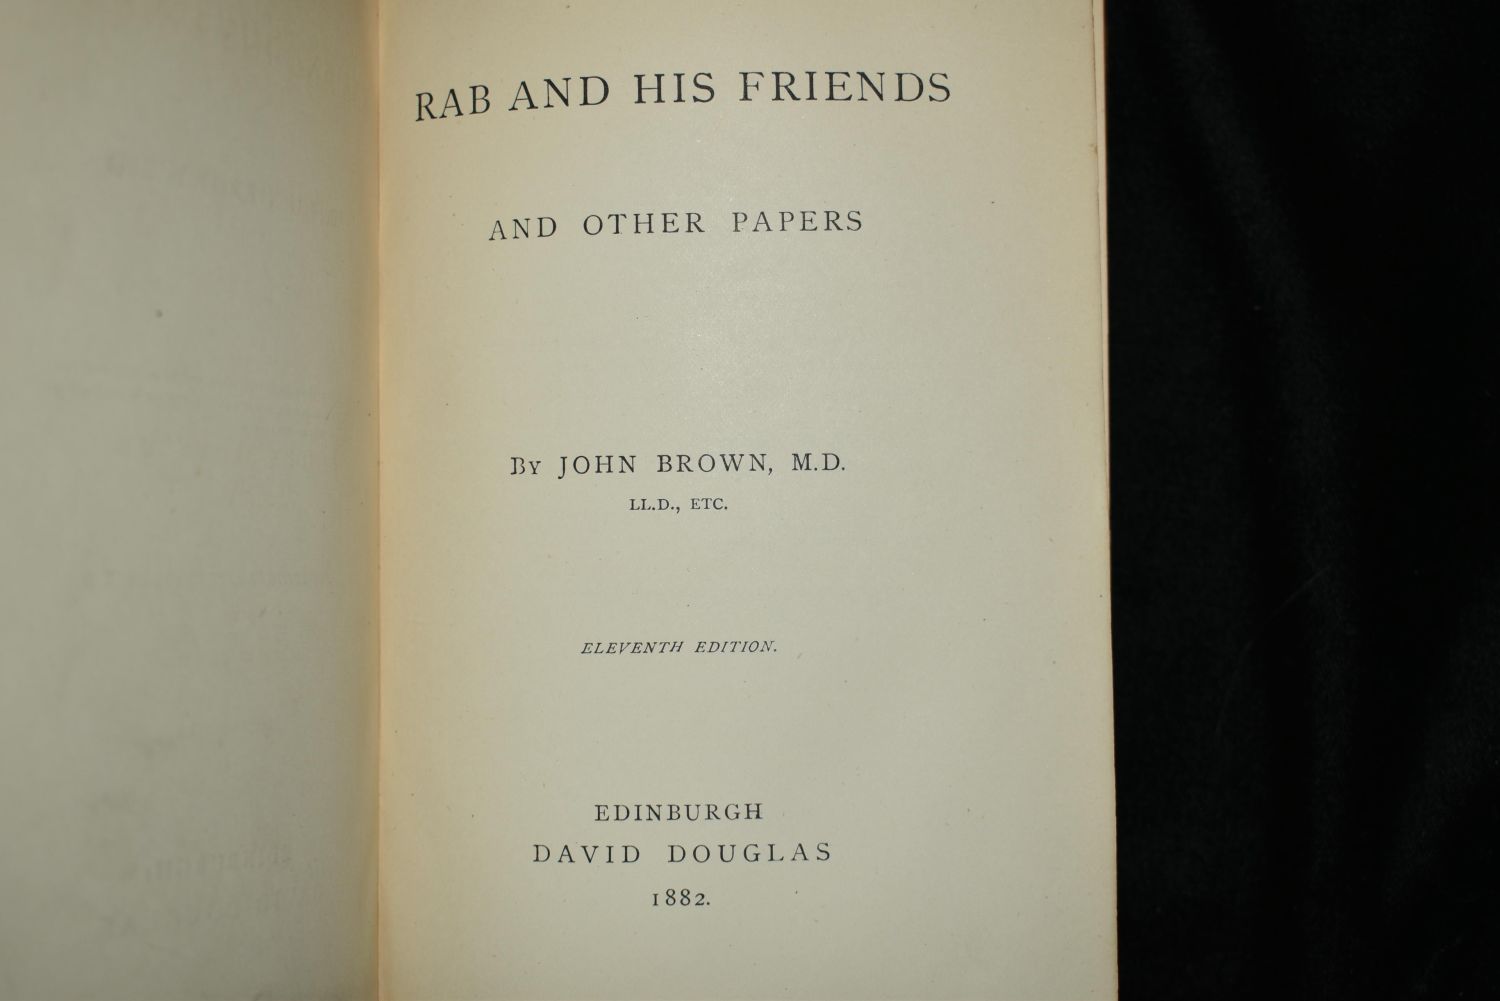 RAB AND HIS FRIENDS
AND OTHER PAPERS
BY JOHN BROWN, M.D.
LL.D., ETC.
ELEVENTH EDITION.
EDINBURGH
DAVID DOUGLAS
1882.